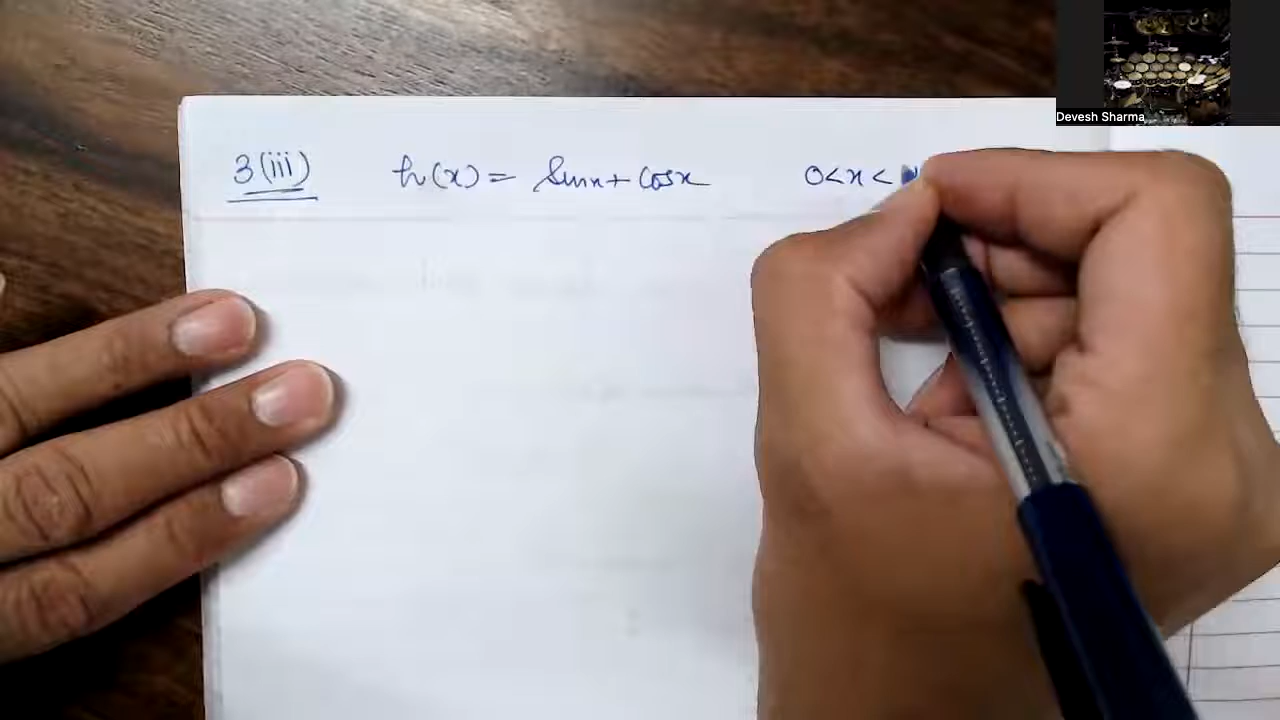 3(iii) h(x) = Sinx + Cosx 0<x<
Devesh Sharma